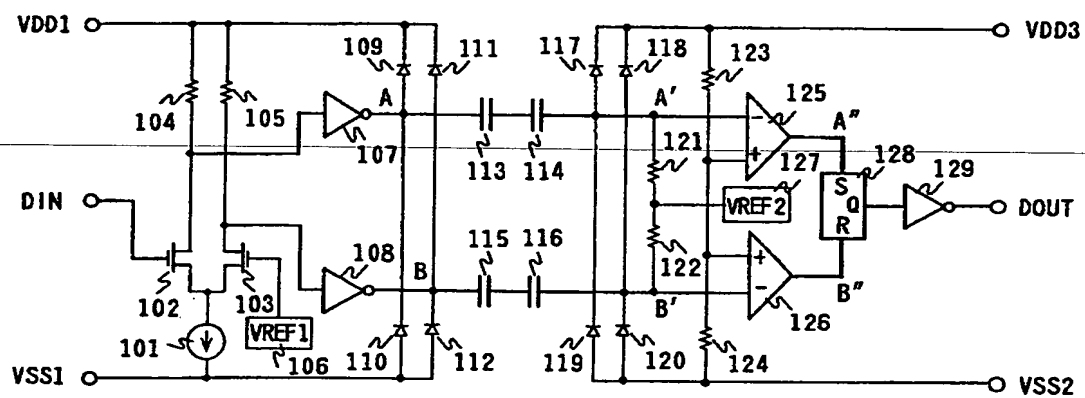 VDD1
109
111
117
118
123
VDD3
104
105
A
A'
125
A"
107
113
114
121
127
128
129
DIN
VREF2
S
Q
R
DOUT
102
103
108
B
115
116
122
B'
126
B"
101
VREF1
106
110
112
119
120
124
VSS1
VSS2
-
+
+
-